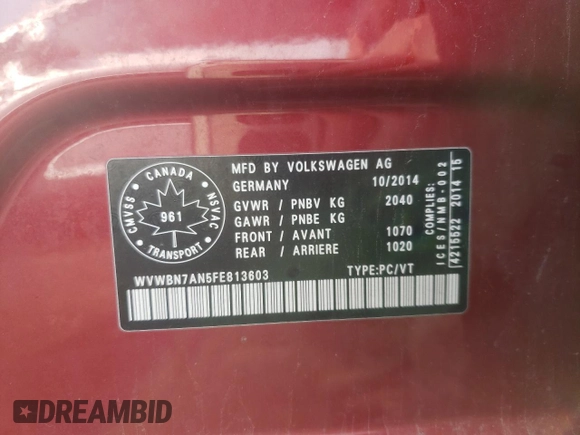 MFD BY VOLKSWAGEN AG
GERMANY 10/2014
GVWR / PNBV KG 2040
GAWR / PNBE KG
FRONT / AVANT 1070
REAR / ARRIERE 1020
COMPLIES:
ICES/NMB-002
4215522 2014 15
CANADA
CMVSS
NSVAC
961
TRANSPORT
WVWBN7AN5FE813603 TYPE:PC/VT
DREAMBID